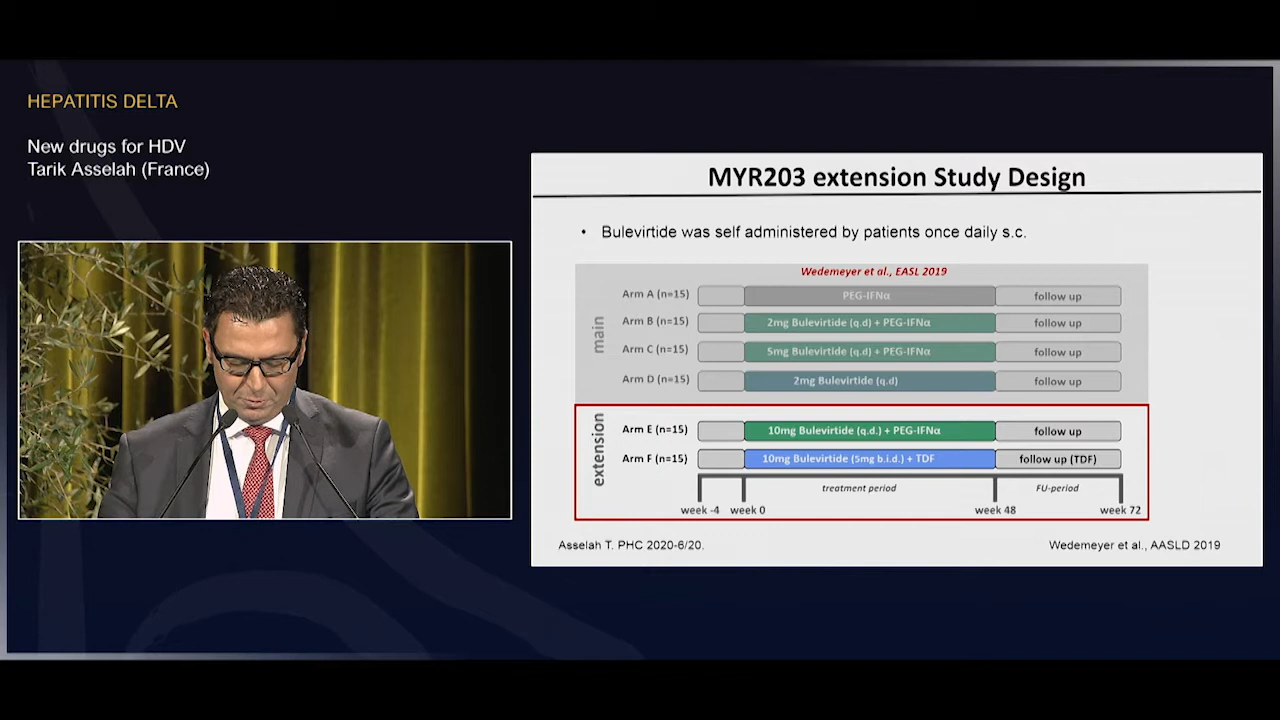 HEPATITIS DELTA
New drugs for HDV
Tarik Asselah (France)
MYR203 extension Study Design
• Bulevirtide was self administered by patients once daily s.c.
Wedemeyer et al., EASL 2019
main
Arm A (n=15) PEG-IFNα follow up
Arm B (n=15) 2mg Bulevirtide (q.d) + PEG-IFNα follow up
Arm C (n=15) 5mg Bulevirtide (q.d) + PEG-IFNα follow up
Arm D (n=15) 2mg Bulevirtide (q.d) follow up
extension
Arm E (n=15) 10mg Bulevirtide (q.d.) + PEG-IFNα follow up
Arm F (n=15) 10mg Bulevirtide (5mg b.i.d.) + TDF follow up (TDF)
treatment period FU-period
week -4 week 0 week 48 week 72
Asselah T. PHC 2020-6/20. Wedemeyer et al., AASLD 2019